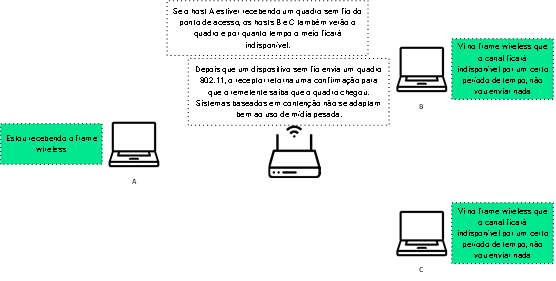 Se o host A estiver recebendo um quadro sem fio do
ponto de acesso, os hosts B e C também verão o
quadro e por quanto tempo o meio ficará
indisponível.
Depois que um dispositivo sem fio envia um quadro
802.11, o receptor retorna uma confirmação para
que o remetente saiba que o quadro chegou.
Sistemas baseados em contenção não se adaptam
bem ao uso de mídia pesada.
Vi no frame wireless que
o canal ficará
indisponível por um certo
período de tempo, não
vou enviar nada
B
Estou recebendo o frame
wireless
A
Vi no frame wireless que
o canal ficará
indisponível por um certo
período de tempo, não
vou enviar nada
C